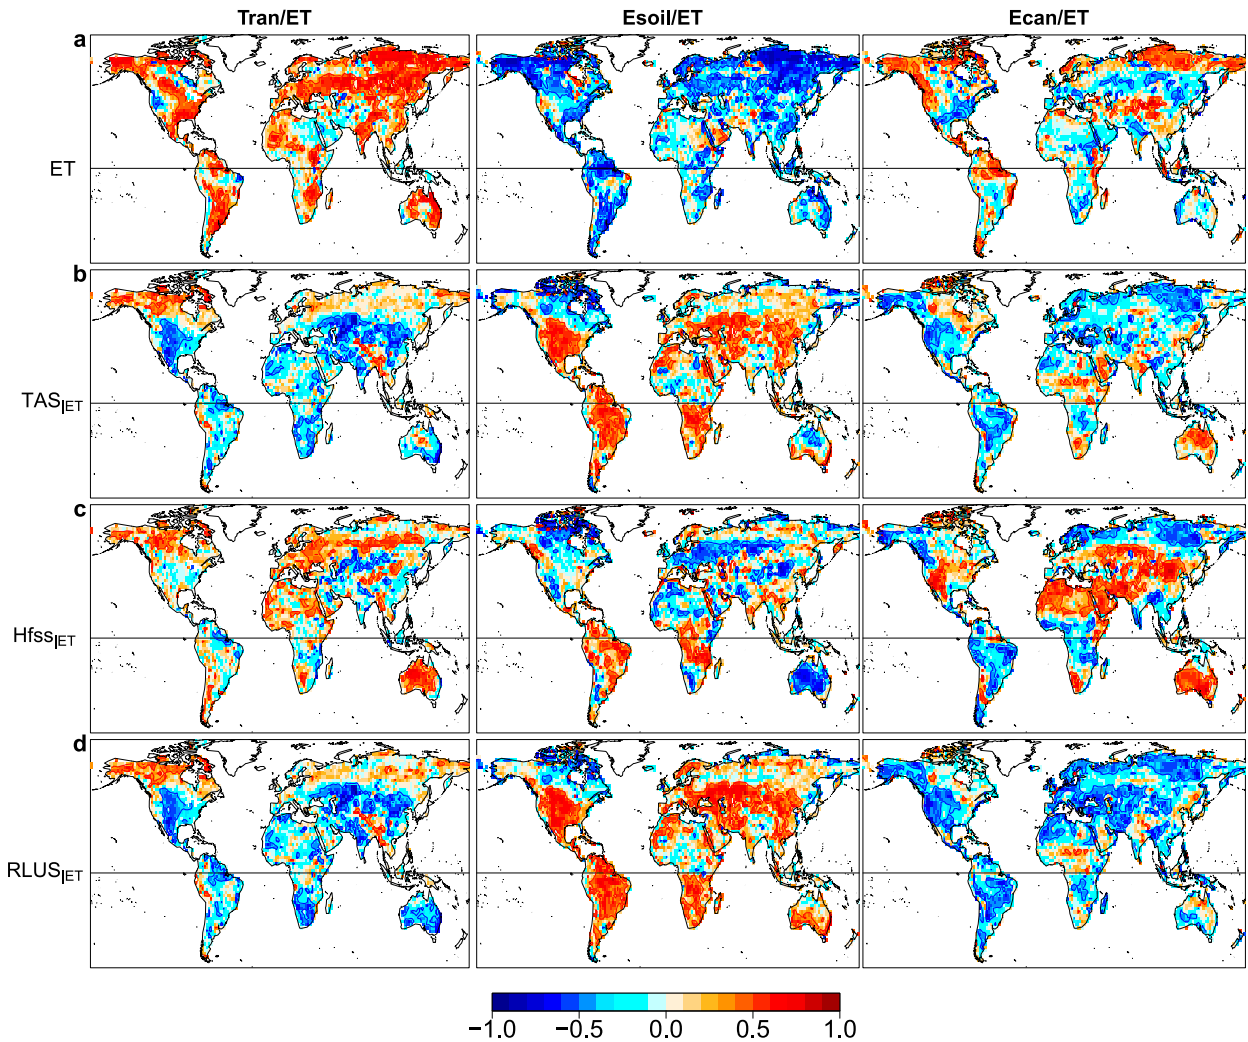 Tran/ET Esoil/ET Ecan/ET
a
ET
b
TAS|ET
c
Hfss|ET
d
RLUS|ET
−1.0 −0.5 0.0 0.5 1.0